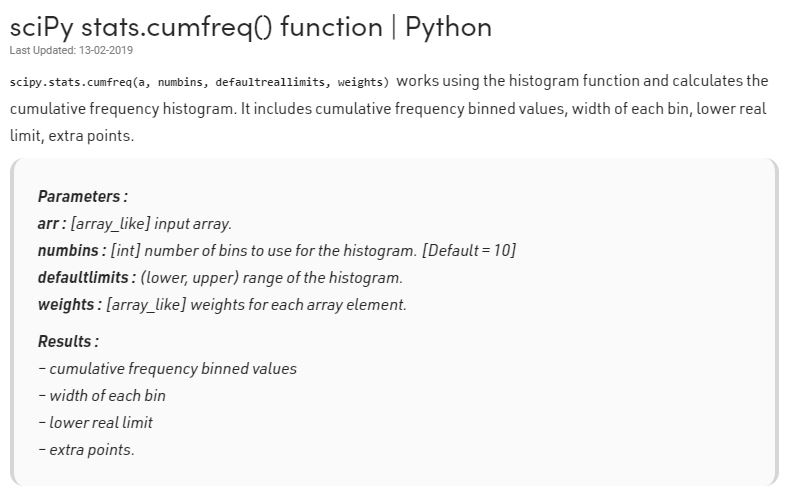 sciPy stats.cumfreq() function | Python
Last Updated: 13-02-2019
scipy.stats.cumfreq(a, numbins, defaultreallimits, weights) works using the histogram function and calculates the
cumulative frequency histogram. It includes cumulative frequency binned values, width of each bin, lower real
limit, extra points.
Parameters :
arr : [array_like] input array.
numbins : [int] number of bins to use for the histogram. [Default = 10]
defaultlimits : (lower, upper) range of the histogram.
weights : [array_like] weights for each array element.
Results :
– cumulative frequency binned values
– width of each bin
– lower real limit
– extra points.